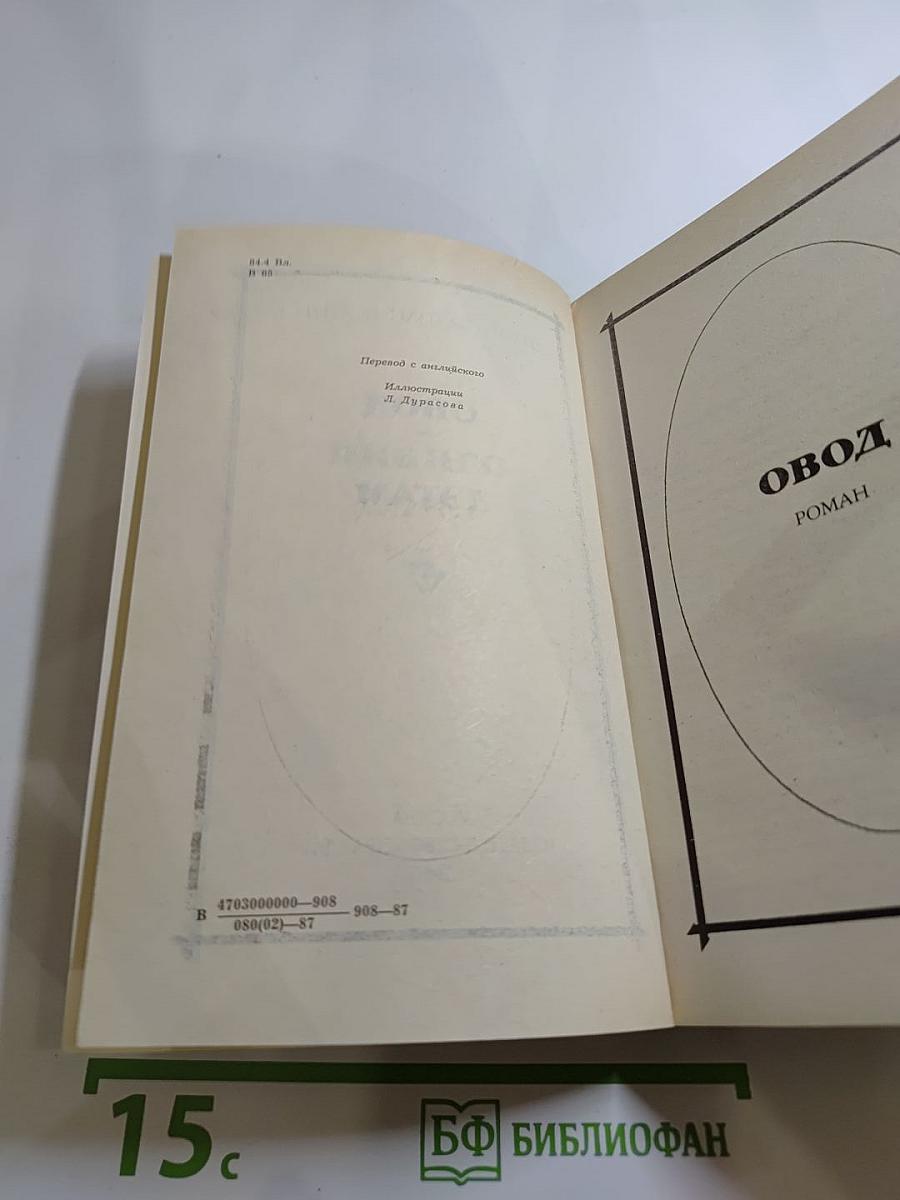 84.4 Вл.
В 65
Перевод с английского
Иллюстрации
Л. Дурасова
В 4703000000—908
080(02)—87
908—87
ОВОД
РОМАН
15с
БФ БИБЛИОФАН